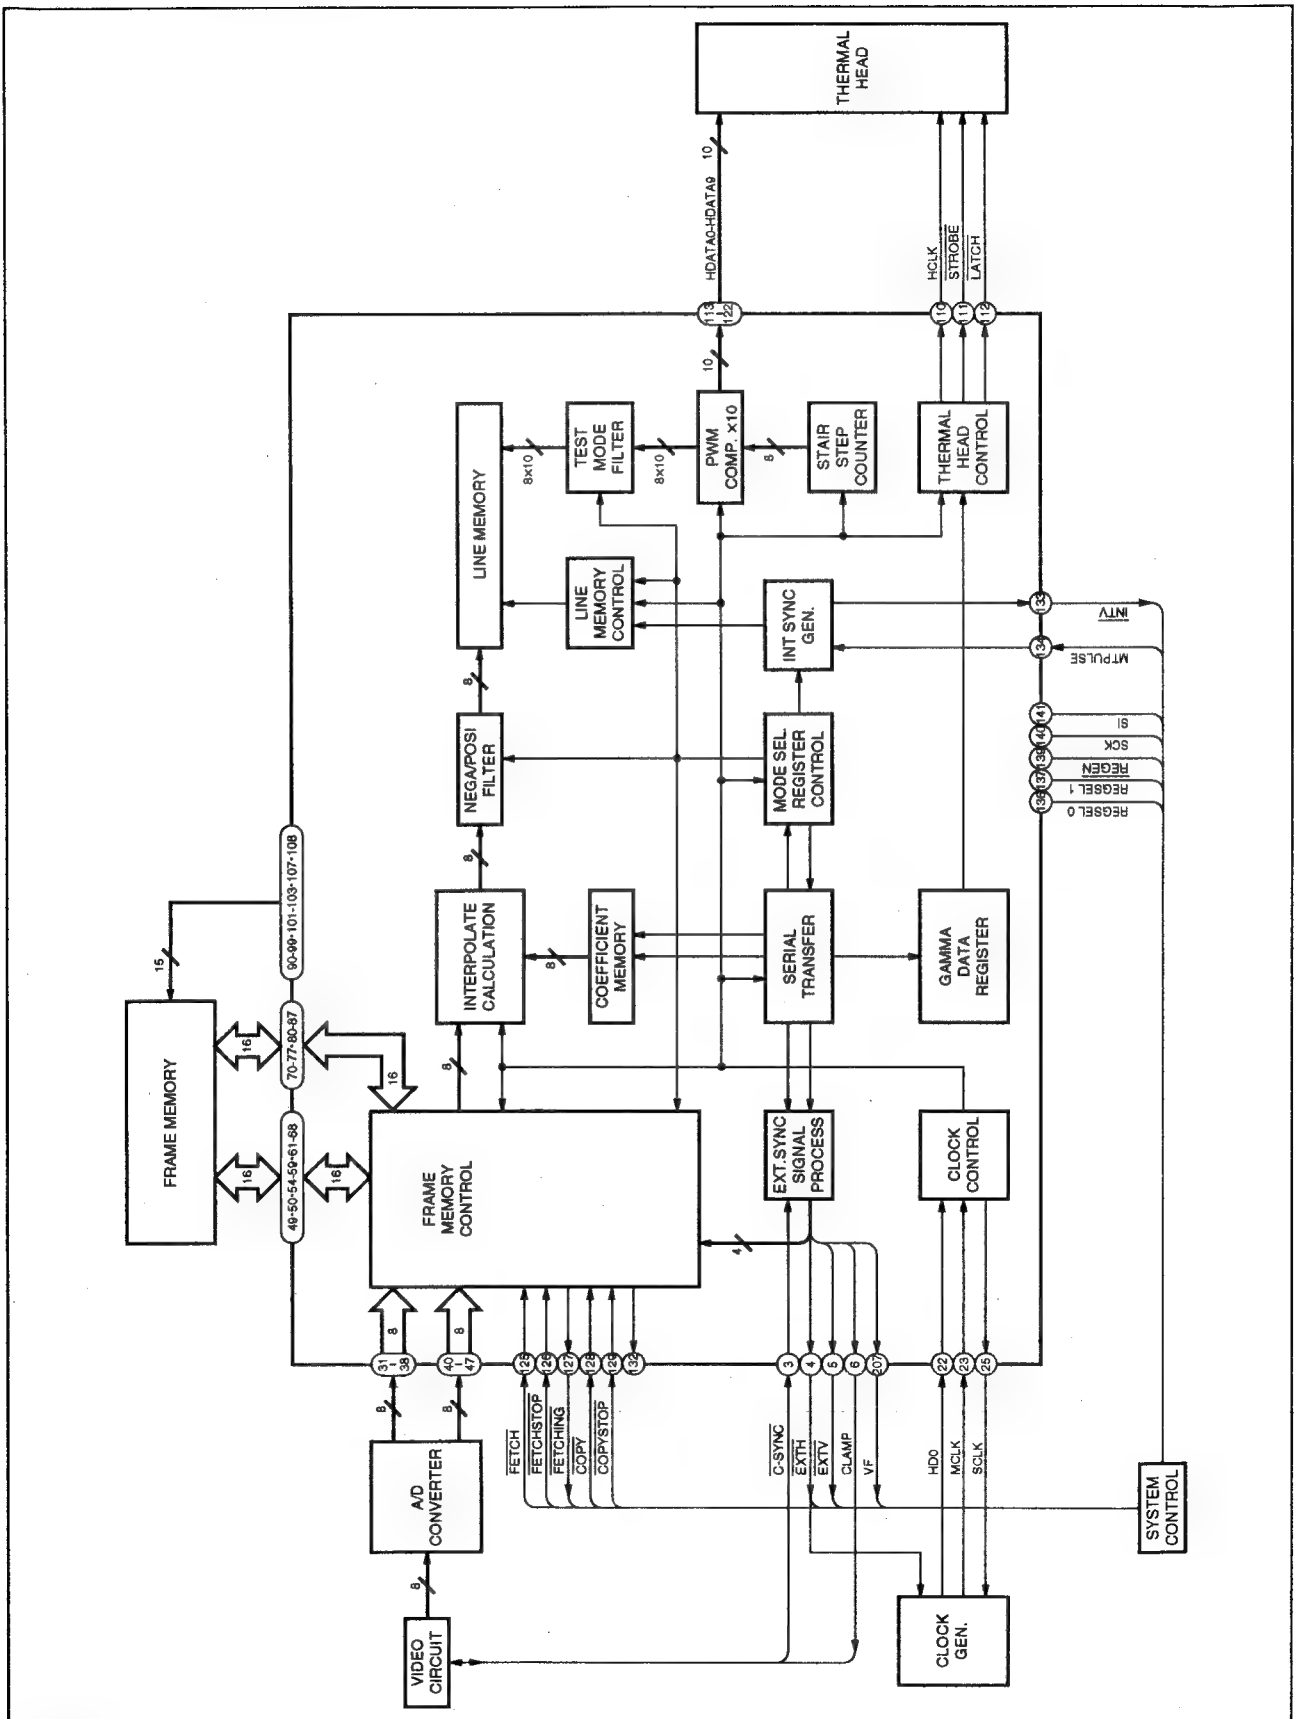 THERMAL
HEAD
10
HDATA0-HDATA9
HCLK
STROBE
LATCH
113
122
110
111
112
10
LINE MEMORY
8x10
TEST
MODE
FILTER
8x10
PWM
COMP. x10
8
STAIR
STEP
COUNTER
THERMAL
HEAD
CONTROL
LINE
MEMORY
CONTROL
INT SYNC
GEN.
133
INTV
134
MTPULSE
8
NEGA/POSI
FILTER
MODE SEL.
REGISTER
CONTROL
141
SI
140
SCK
139
REGEN
137
REGSEL 1
136
REGSEL 0
90-99•101-103•107•108
15
8
INTERPOLATE
CALCULATION
8
COEFFICIENT
MEMORY
SERIAL
TRANSFER
GAMMA
DATA
REGISTER
FRAME MEMORY
16
70-77•80-87
16
8
16
49•50•54-59•61-68
16
FRAME
MEMORY
CONTROL
EXT.SYNC
SIGNAL
PROCESS
CLOCK
CONTROL
4
8
8
31
38
40
47
125
126
127
128
129
132
3
4
5
6
207
22
23
25
8
8
FETCH
FETCHSTOP
FETCHING
COPY
COPYSTOP
C-SYNC
EXTH
EXTV
CLAMP
VF
HD0
MCLK
SCLK
A/D
CONVERTER
SYSTEM
CONTROL
8
VIDEO
CIRCUIT
CLOCK
GEN.